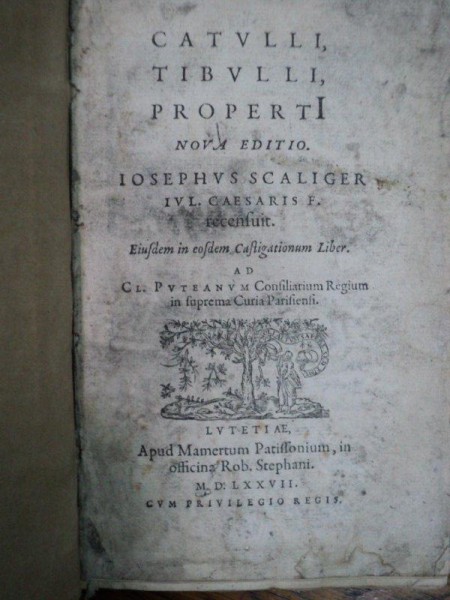 CATVLLI,
TIBVLLI,
PROPERTI
NOVA EDITIO.
IOSEPHVS SCALIGER
IVL. CAESARIS F.
recensuit.
Eiusdem in eosdem Castigationum Liber.
AD
CL. PVTEANVM Consiliarium Regium
in suprema Curia Parisiensi.
LVTETIAE,
Apud Mamertum Patissonium, in
officina Rob. Stephani.
M. D. LXXVII.
CVM PRIVILEGIO REGIS.